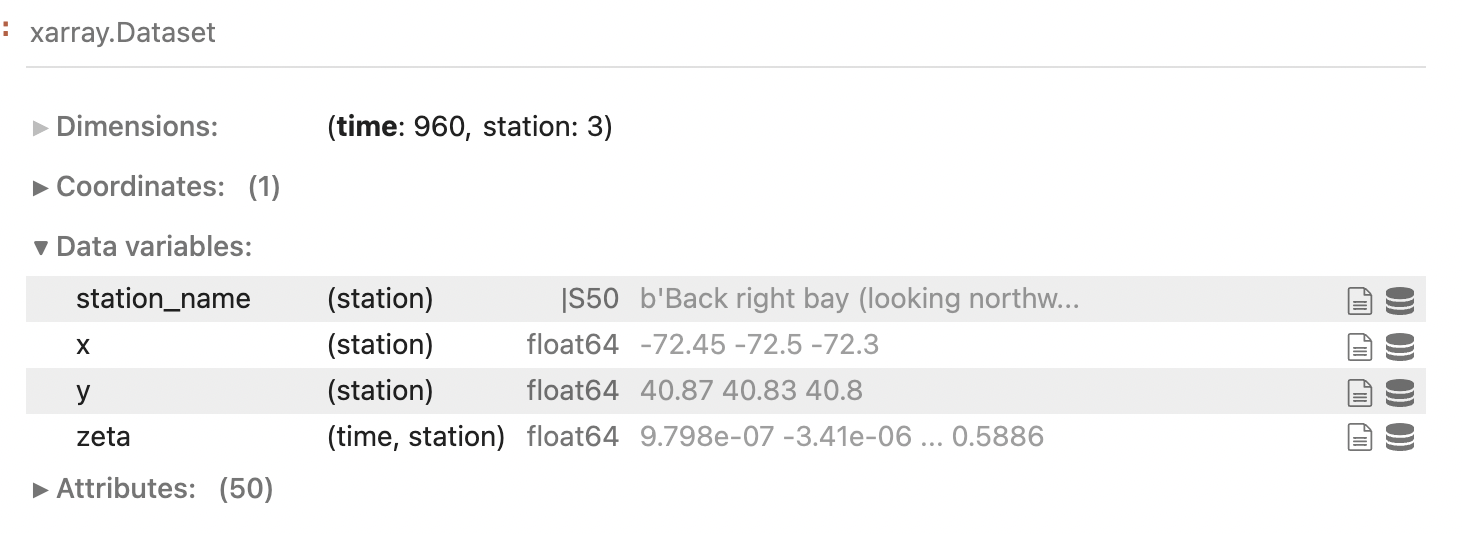 xarray.Dataset
Dimensions: (time: 960, station: 3)
Coordinates: (1)
Data variables:
station_name (station) |S50 b'Back right bay (looking northw...
x (station) float64 -72.45 -72.5 -72.3
y (station) float64 40.87 40.83 40.8
zeta (time, station) float64 9.798e-07 -3.41e-06 ... 0.5886
Attributes: (50)